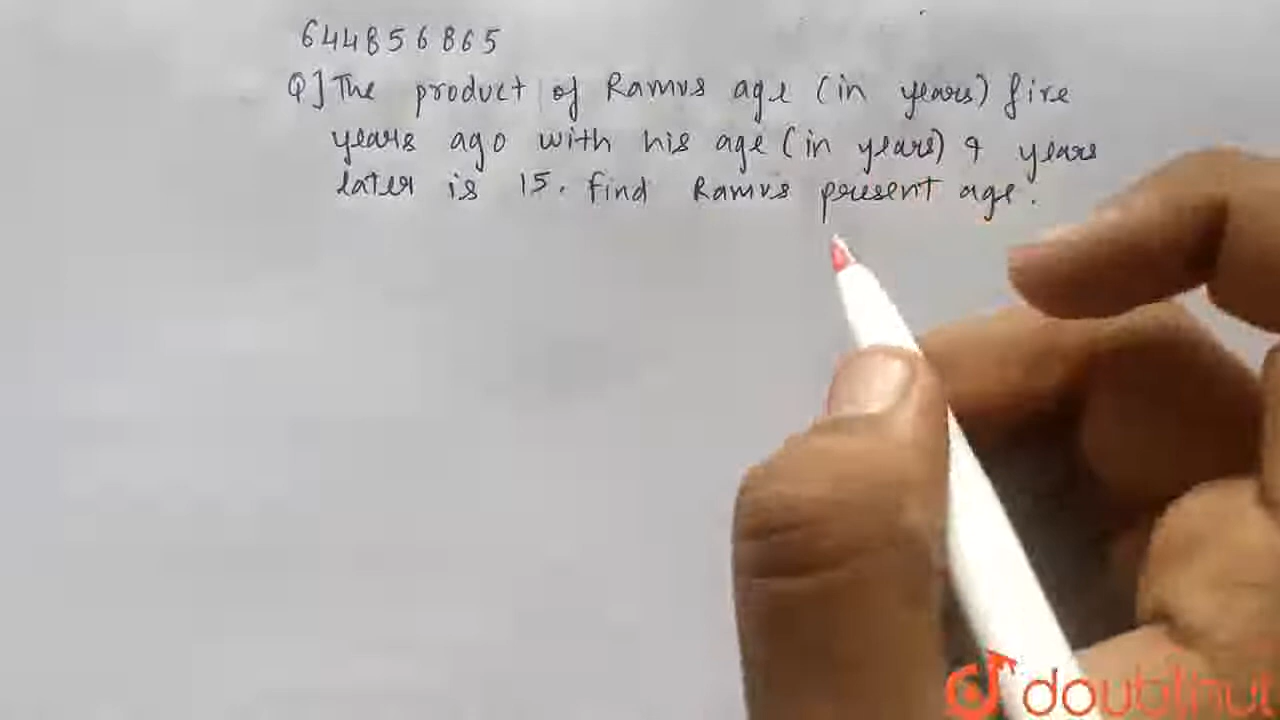 644856865
Q] The product of Ramus age (in years) five
years ago with his age (in years) 9 years
later is 15. find Ramus present age.
doubtnut